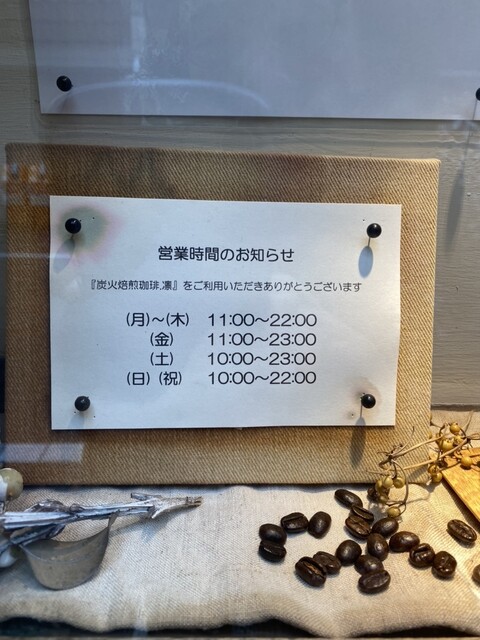 営業時間のお知らせ
『炭火焙煎珈琲.凛』をご利用いただきありがとうございます
(月)～(木) 11:00～22:00
(金) 11:00～23:00
(土) 10:00～23:00
(日) (祝) 10:00～22:00